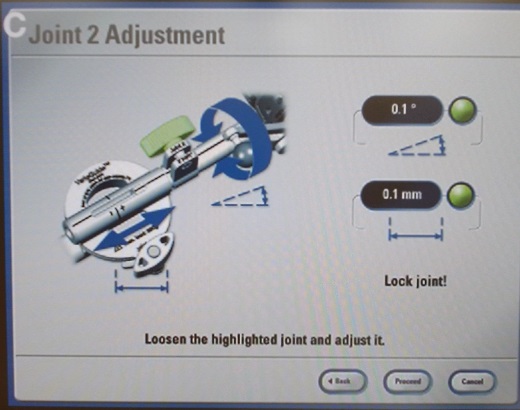 C
Joint 2 Adjustment
0.1 °
0.1 mm
Lock joint!
Loosen the highlighted joint and adjust it.
Back
Proceed
Cancel